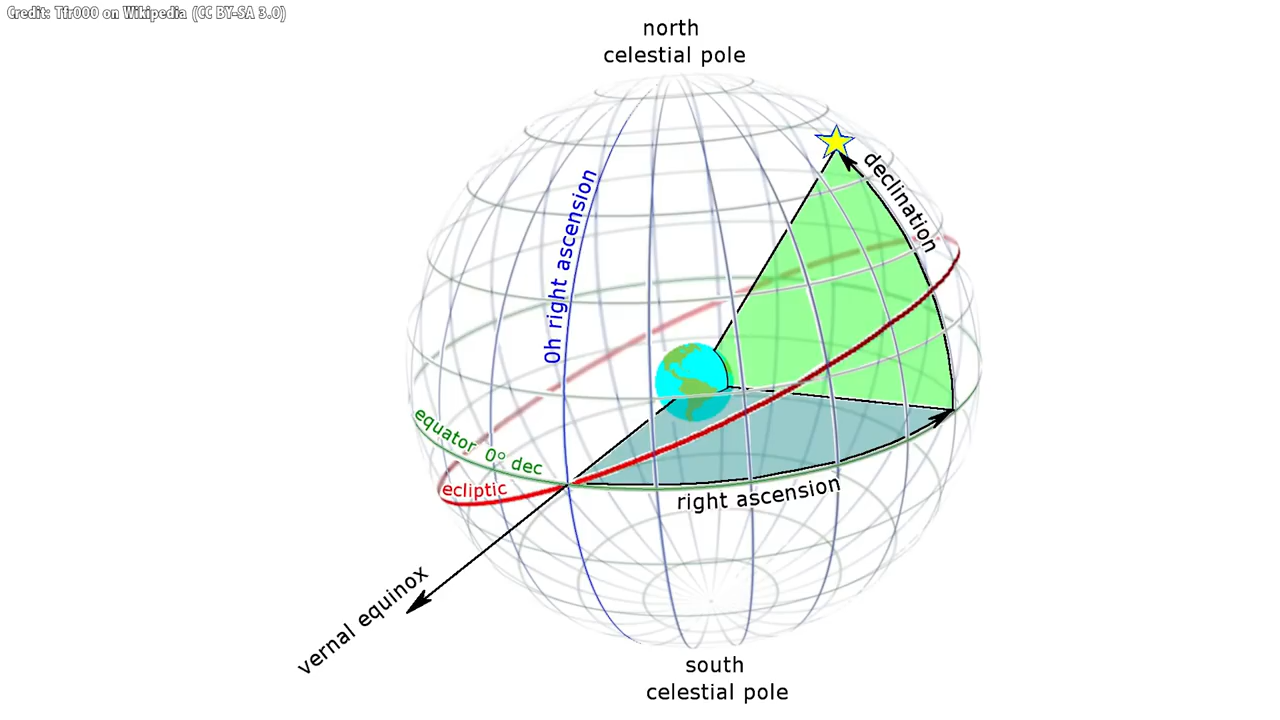 Credit: Tfr000 on Wikipedia (CC BY-SA 3.0)
north
celestial pole
declination
0h right ascension
equator 0° dec
ecliptic
right ascension
vernal equinox
south
celestial pole